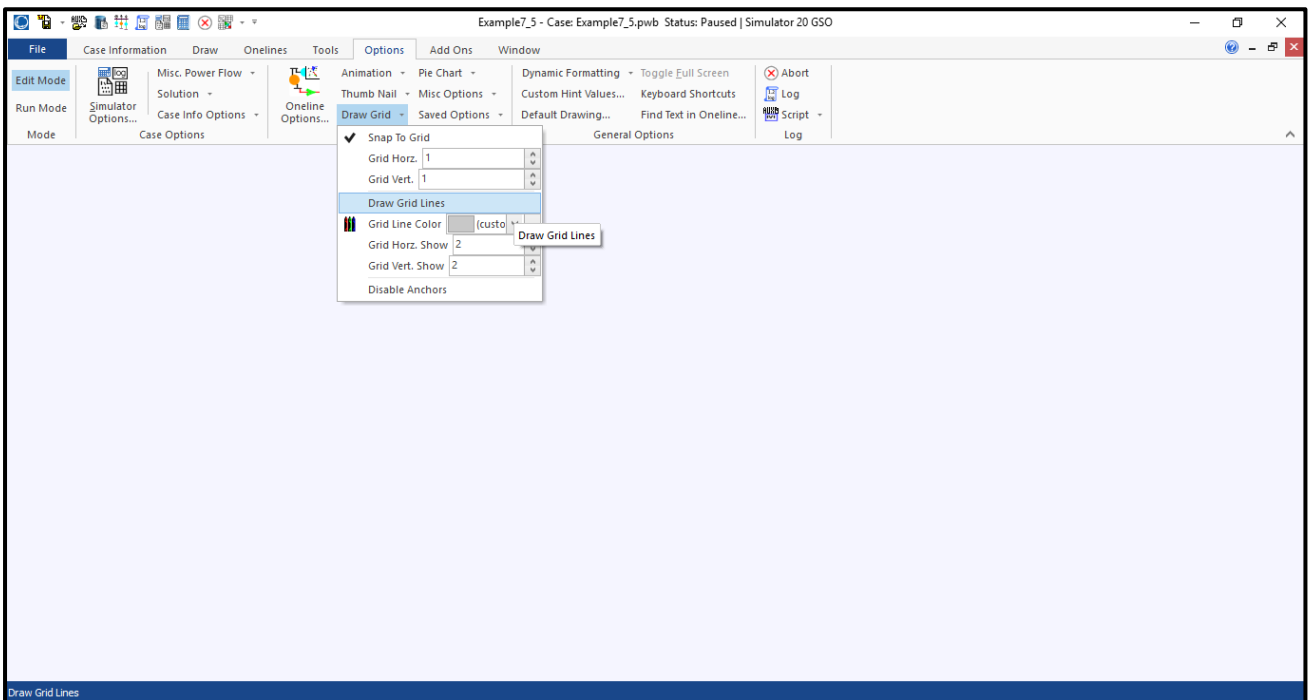 Example7_5 - Case: Example7_5.pwb Status: Paused | Simulator 20 GSO
File Case Information Draw Onelines Tools Options Add Ons Window
Edit Mode
Run Mode
Mode
Simulator
Options...
Misc. Power Flow
Solution
Case Info Options
Case Options
Oneline
Options...
Animation
Thumb Nail
Draw Grid
Pie Chart
Misc Options
Saved Options
Dynamic Formatting
Custom Hint Values...
Default Drawing...
Toggle Full Screen
Keyboard Shortcuts
Find Text in Oneline...
General Options
Abort
Log
Script
Log
Snap To Grid
Grid Horz. 1
Grid Vert. 1
Draw Grid Lines
Grid Line Color (custo
Draw Grid Lines
Grid Horz. Show 2
Grid Vert. Show 2
Disable Anchors
Draw Grid Lines